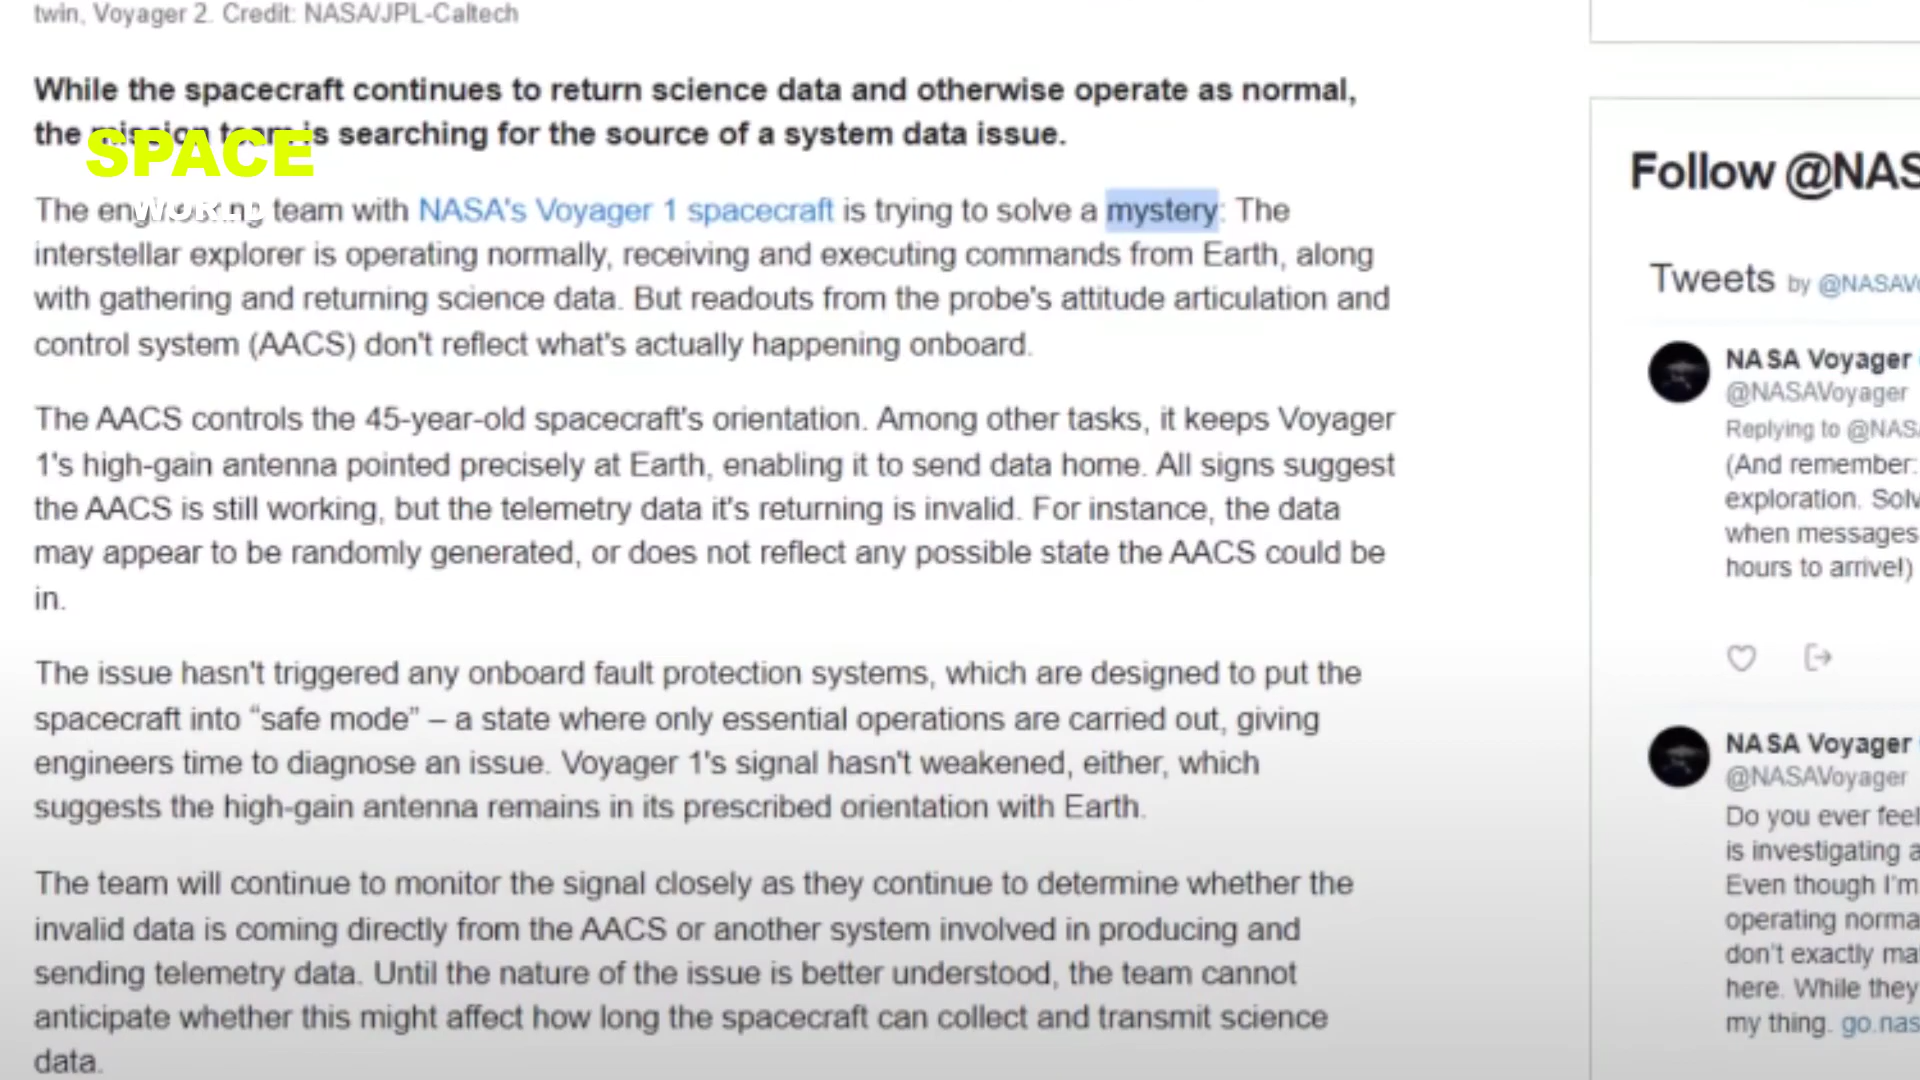 twin, Voyager 2. Credit: NASA/JPL-Caltech
While the spacecraft continues to return science data and otherwise operate as normal,
the mission team is searching for the source of a system data issue.
SPACE
WORLD
The engineering team with NASA's Voyager 1 spacecraft is trying to solve a mystery: The
interstellar explorer is operating normally, receiving and executing commands from Earth, along
with gathering and returning science data. But readouts from the probe's attitude articulation and
control system (AACS) don't reflect what's actually happening onboard.
The AACS controls the 45-year-old spacecraft's orientation. Among other tasks, it keeps Voyager
1's high-gain antenna pointed precisely at Earth, enabling it to send data home. All signs suggest
the AACS is still working, but the telemetry data it's returning is invalid. For instance, the data
may appear to be randomly generated, or does not reflect any possible state the AACS could be
in.
The issue hasn't triggered any onboard fault protection systems, which are designed to put the
spacecraft into “safe mode” – a state where only essential operations are carried out, giving
engineers time to diagnose an issue. Voyager 1's signal hasn't weakened, either, which
suggests the high-gain antenna remains in its prescribed orientation with Earth.
The team will continue to monitor the signal closely as they continue to determine whether the
invalid data is coming directly from the AACS or another system involved in producing and
sending telemetry data. Until the nature of the issue is better understood, the team cannot
anticipate whether this might affect how long the spacecraft can collect and transmit science
data.
Follow @NAS
Tweets by @NASAVo
NASA Voyager
@NASAVoyager
Replying to @NAS
(And remember:
exploration. Solv
when messages
hours to arrive!)
NASA Voyager
@NASAVoyager
Do you ever feel
is investigating a
Even though I'm
operating norma
don't exactly ma
here. While they
my thing. go.nas